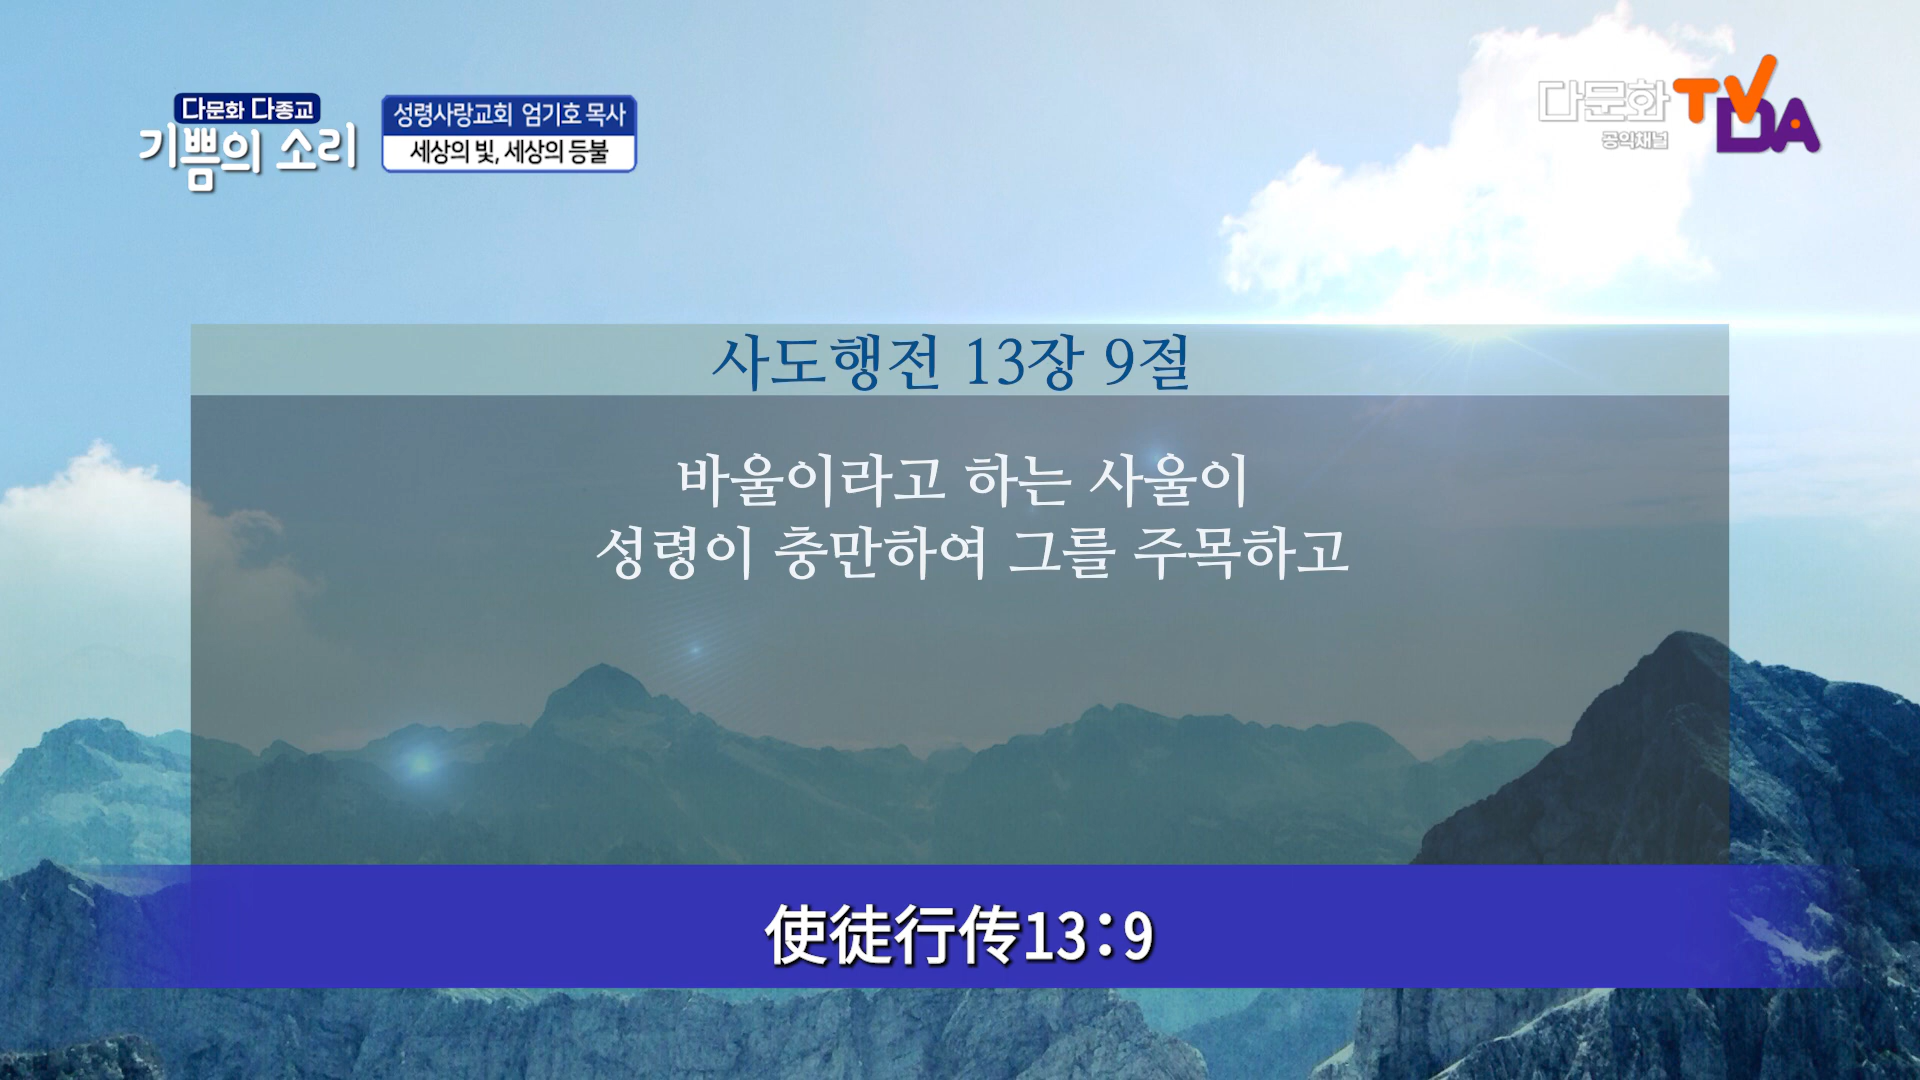 다문화 다종교
기쁨의 소리
성령사랑교회 엄기호 목사
세상의 빛, 세상의 등불
다문화 TV
DA
공익채널
사도행전 13장 9절
바울이라고 하는 사울이
성령이 충만하여 그를 주목하고
使徒行传13:9